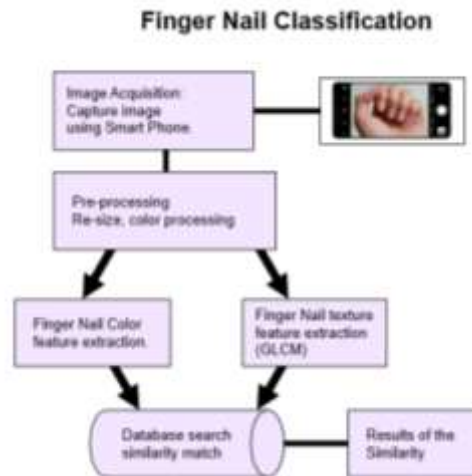 Finger Nail Classification
Image Acquisition:
Capture image
using Smart Phone.
Pre-processing
Re-size, color processing
Finger Nail Color
feature extraction.
Finger Nail texture
feature extraction
(GLCM)
Database search
similarity match
Results of the
Similarity